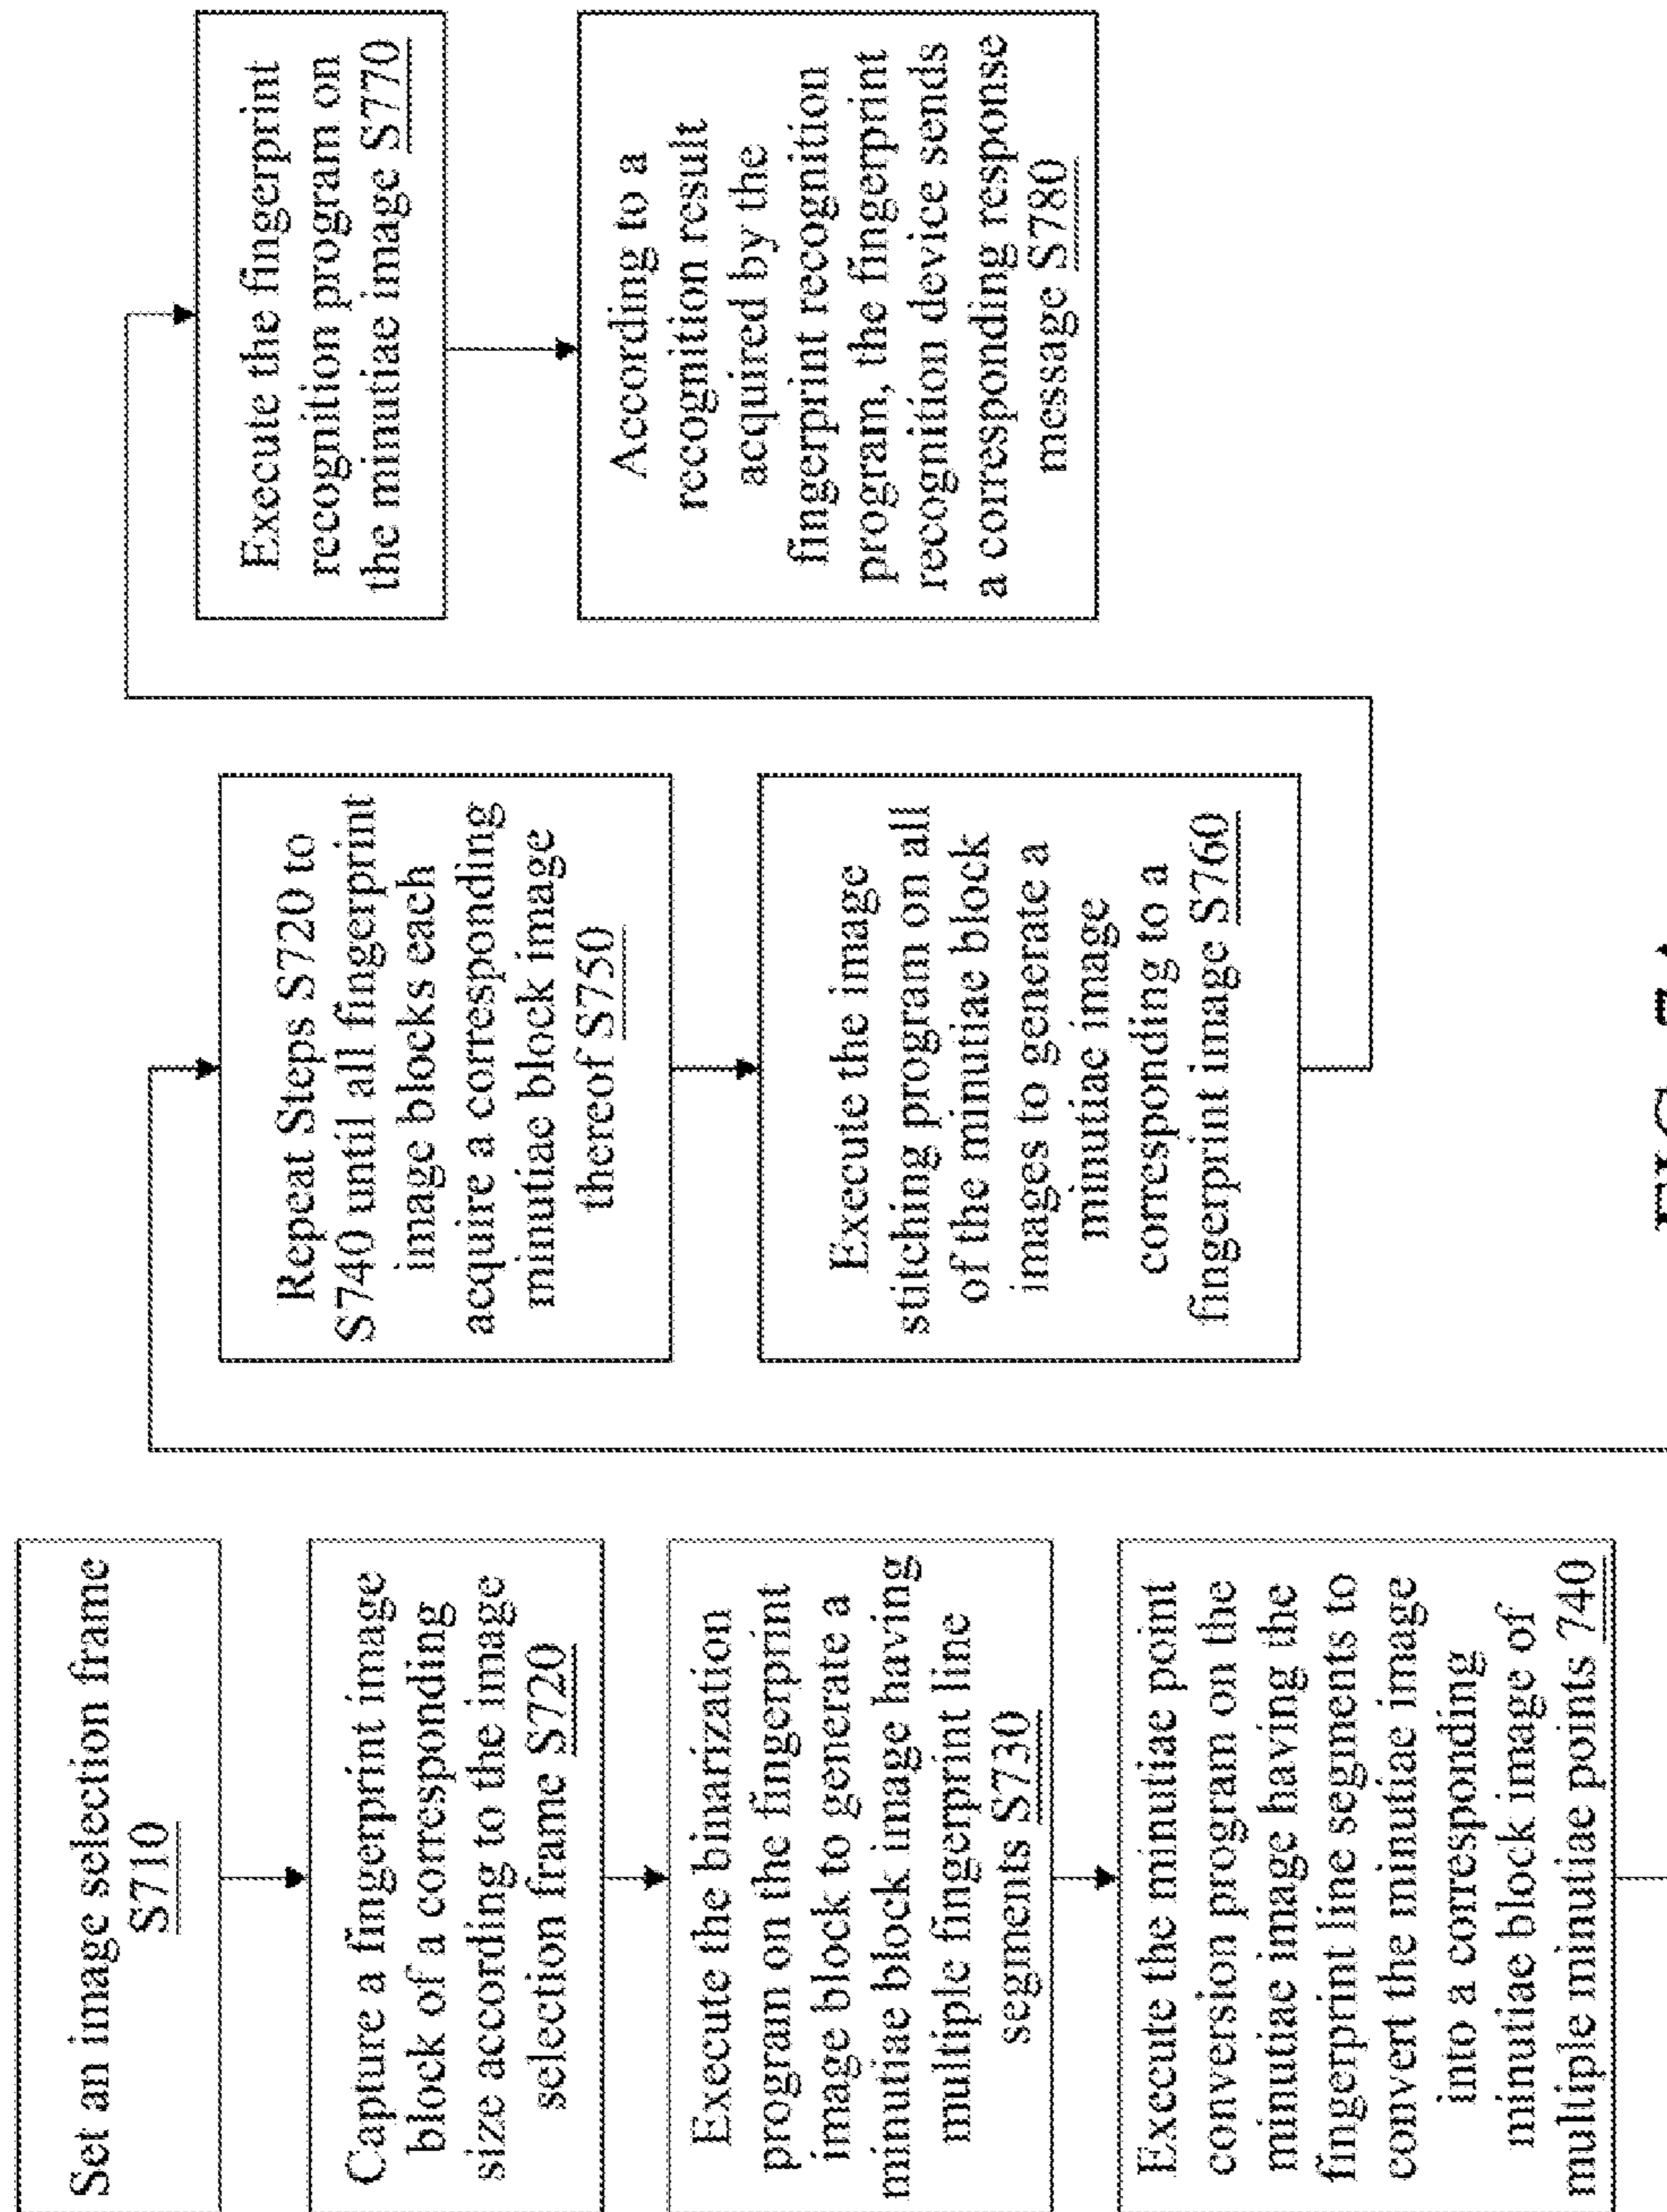 Set an image selection frame
S710
Capture a fingerprint image
block of a corresponding
size according to the image
selection frame S720
Execute the binarization
program on the fingerprint
image block to generate a
minutiae block image having
multiple fingerprint line
segments S730
Execute the minutiae point
conversion program on the
minutiae image having the
fingerprint line segments to
convert the minutiae image
into a corresponding
minutiae block image of
multiple minutiae points 740
Repeat Steps S720 to
S740 until all fingerprint
image blocks each
acquire a corresponding
minutiae block image
thereof S750
Execute the image
stitching program on all
of the minutiae block
images to generate a
minutiae image
corresponding to a
fingerprint image S760
Execute the fingerprint
recognition program on
the minutiae image S770
According to a
recognition result
acquired by the
fingerprint recognition
program, the fingerprint
recognition device sends
a corresponding response
message S780
FIG. 7A